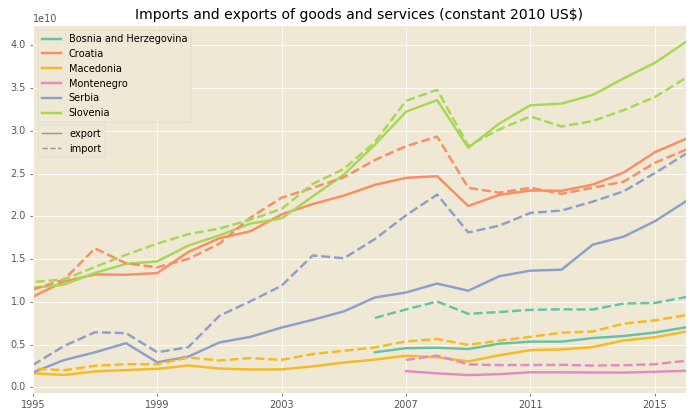 Imports and exports of goods and services (constant 2010 US$)
1e10
4.0
3.5
3.0
2.5
2.0
1.5
1.0
0.5
0.0
Bosnia and Herzegovina
Croatia
Macedonia
Montenegro
Serbia
Slovenia
export
import
1995 1999 2003 2007 2011 2015